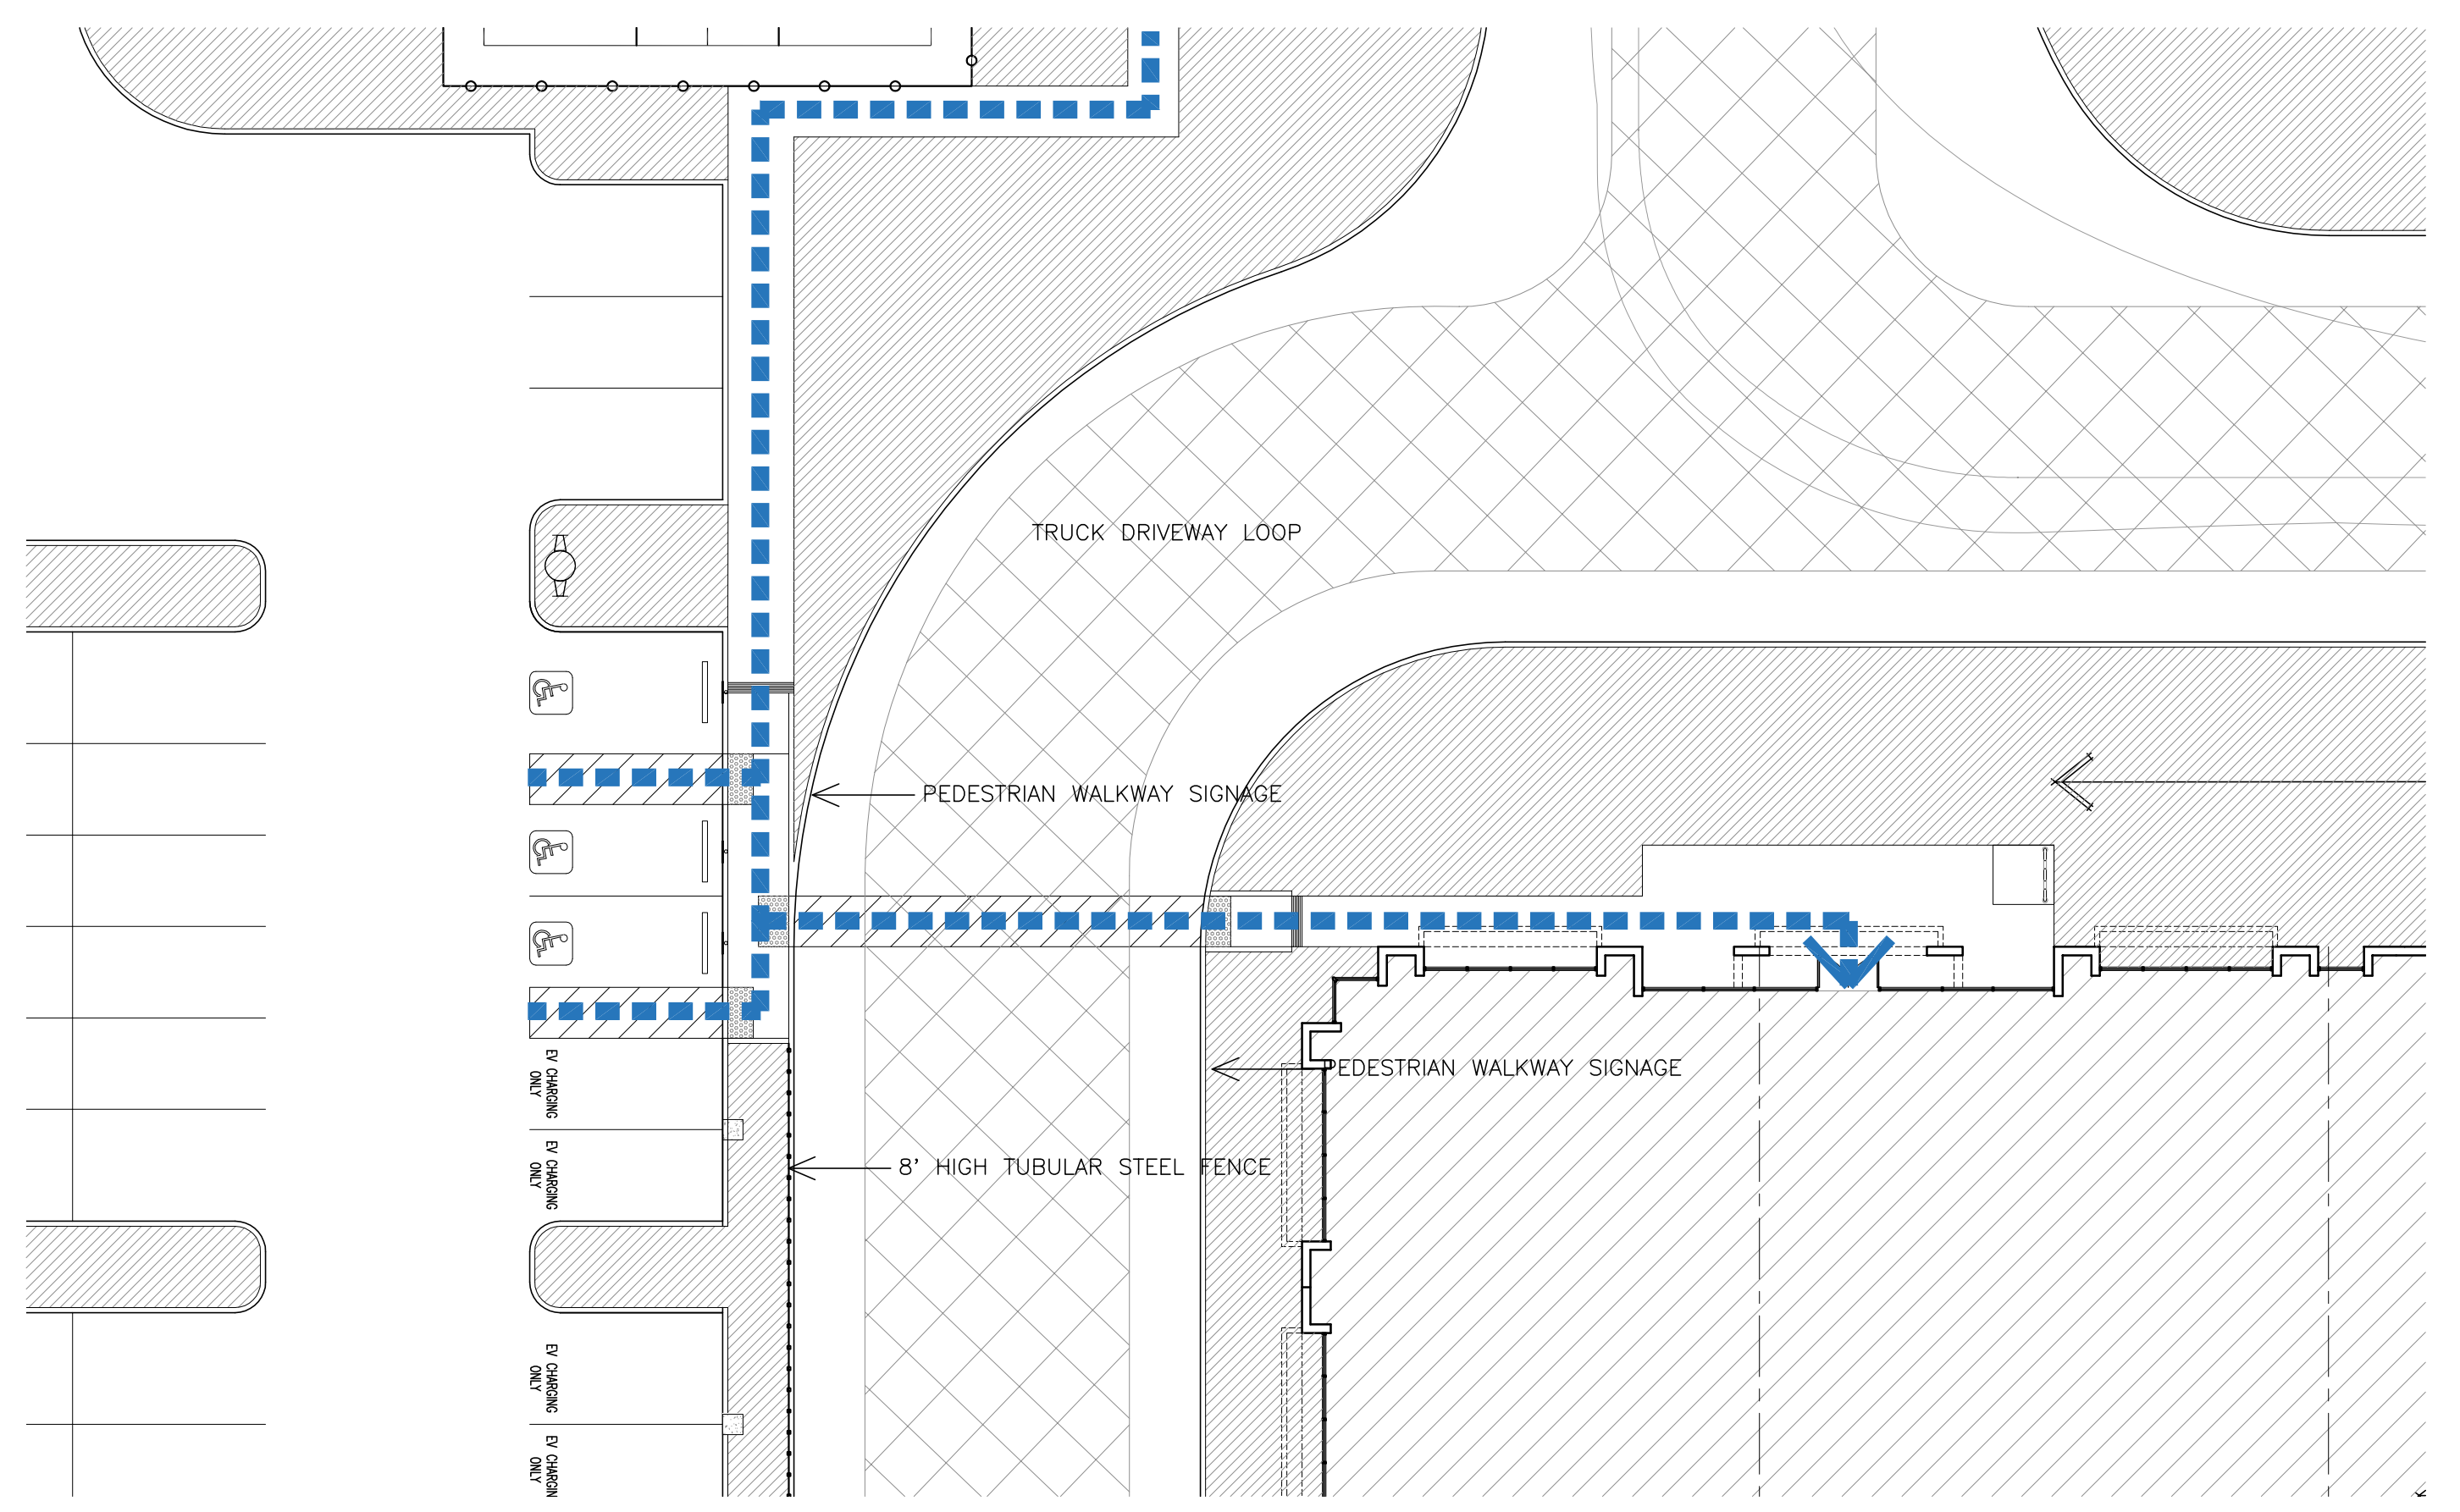 TRUCK DRIVEWAY LOOP
PEDESTRIAN WALKWAY SIGNAGE
PEDESTRIAN WALKWAY SIGNAGE
EV CHARGING
ONLY
EV CHARGING
ONLY
8' HIGH TUBULAR STEEL FENCE
EV CHARGING
ONLY
EV CHARGIN
ONLY